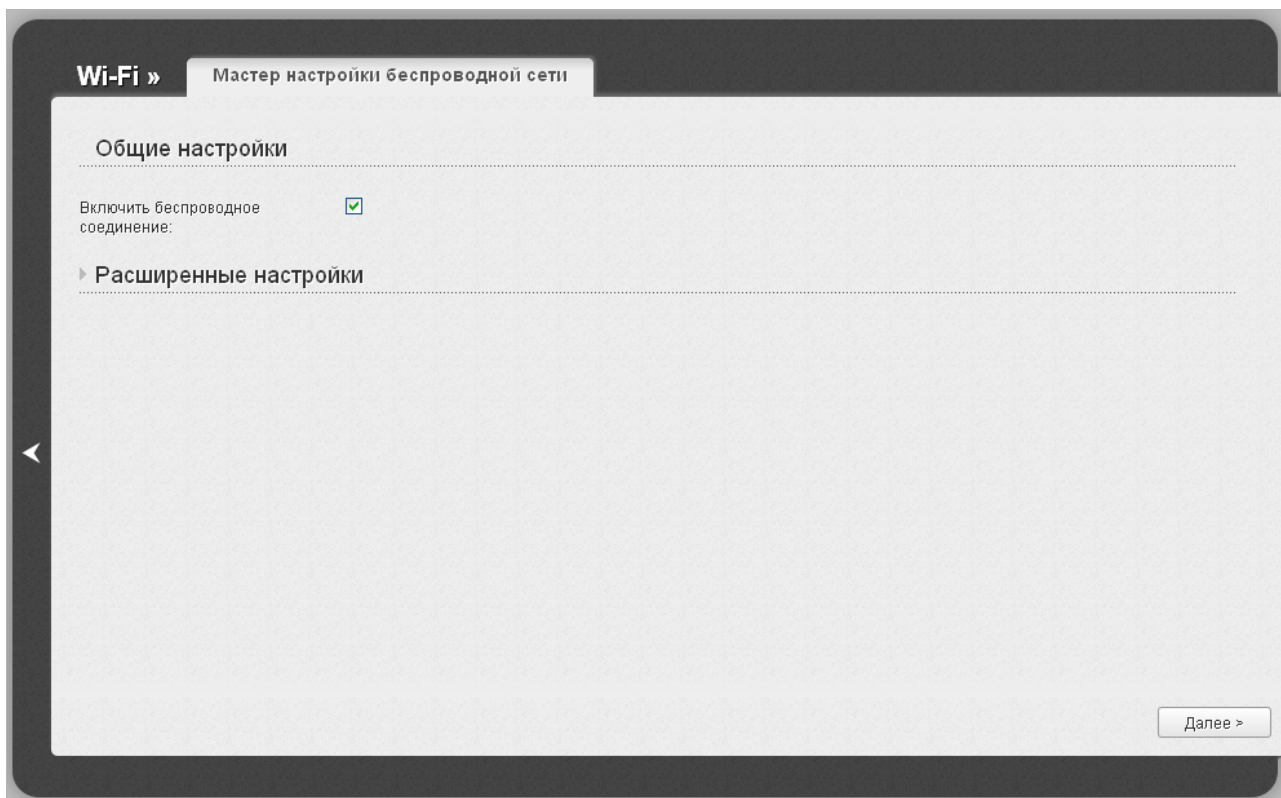 Wi-Fi »
Мастер настройки беспроводной сети
Общие настройки
Включить беспроводное
соединение:
Расширенные настройки
Далее >